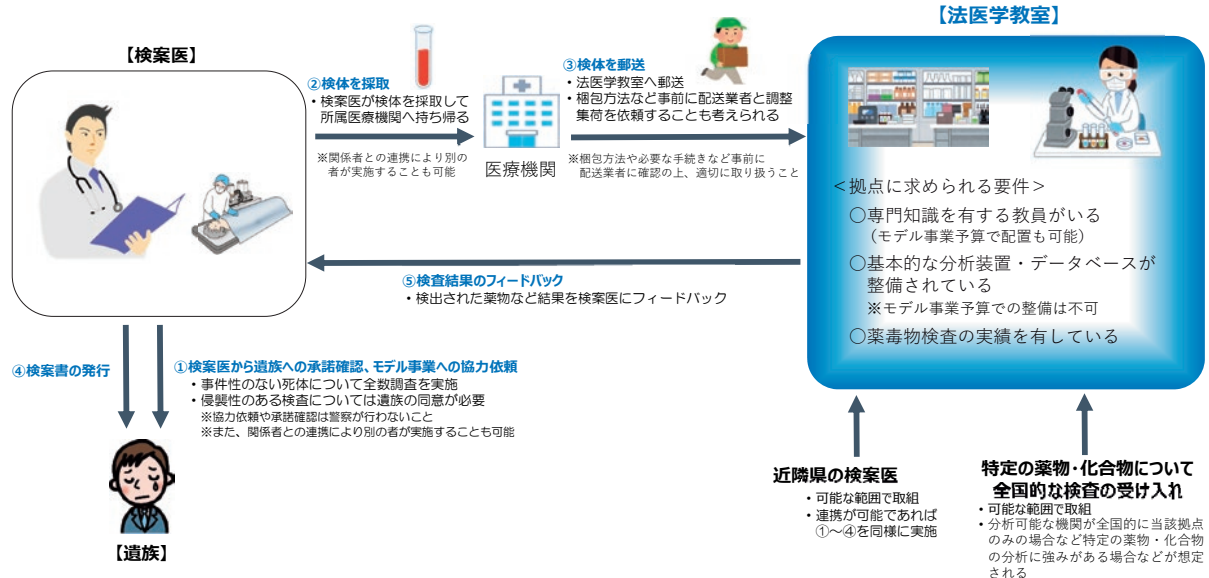 【法医学教室】
【検案医】
②検体を採取
・検案医が検体を採取して
所属医療機関へ持ち帰る
※関係者との連携により別の
者が実施することも可能
医療機関
③検体を郵送
・法医学教室へ郵送
・梱包方法など事前に配送業者と調整
集荷を依頼することも考えられる
※梱包方法や必要な手続きなど事前に
配送業者に確認の上、適切に取り扱うこと
<拠点に求められる要件>
○専門知識を有する教員がいる
（モデル事業予算で配置も可能）
○基本的な分析装置・データベースが
整備されている
※モデル事業予算での整備は不可
○薬毒物検査の実績を有している
⑤検査結果のフィードバック
・検出された薬物など結果を検案医にフィードバック
④検案書の発行
①検案医から遺族への承諾確認、モデル事業への協力依頼
・事件性のない死体について全数調査を実施
・侵襲性のある検査については遺族の同意が必要
※協力依頼や承諾確認は警察が行わないこと
※また、関係者との連携により別の者が実施することも可能
【遺族】
近隣県の検案医
・可能な範囲で取組
・連携が可能であれば
①～④を同様に実施
特定の薬物・化合物について
全国的な検査の受け入れ
・可能な範囲で取組
・分析可能な機関が全国的に当該拠点
のみの場合など特定の薬物・化合物
の分析に強みがある場合などが想定
される